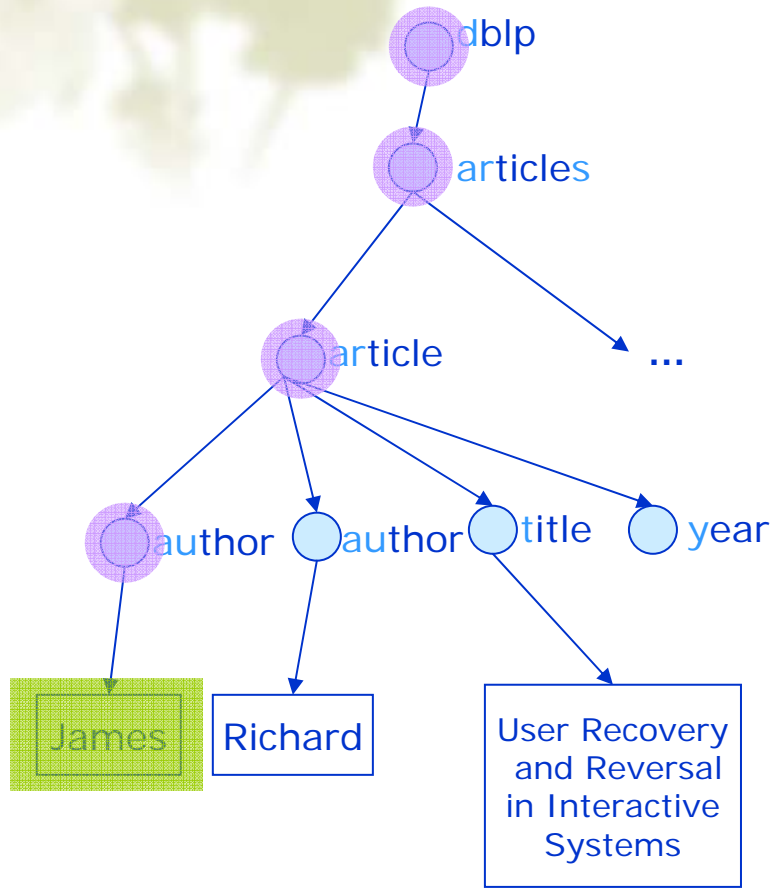 dblp
articles
article
...
author
author
title
year
James
Richard
User Recovery
and Reversal
in Interactive
Systems